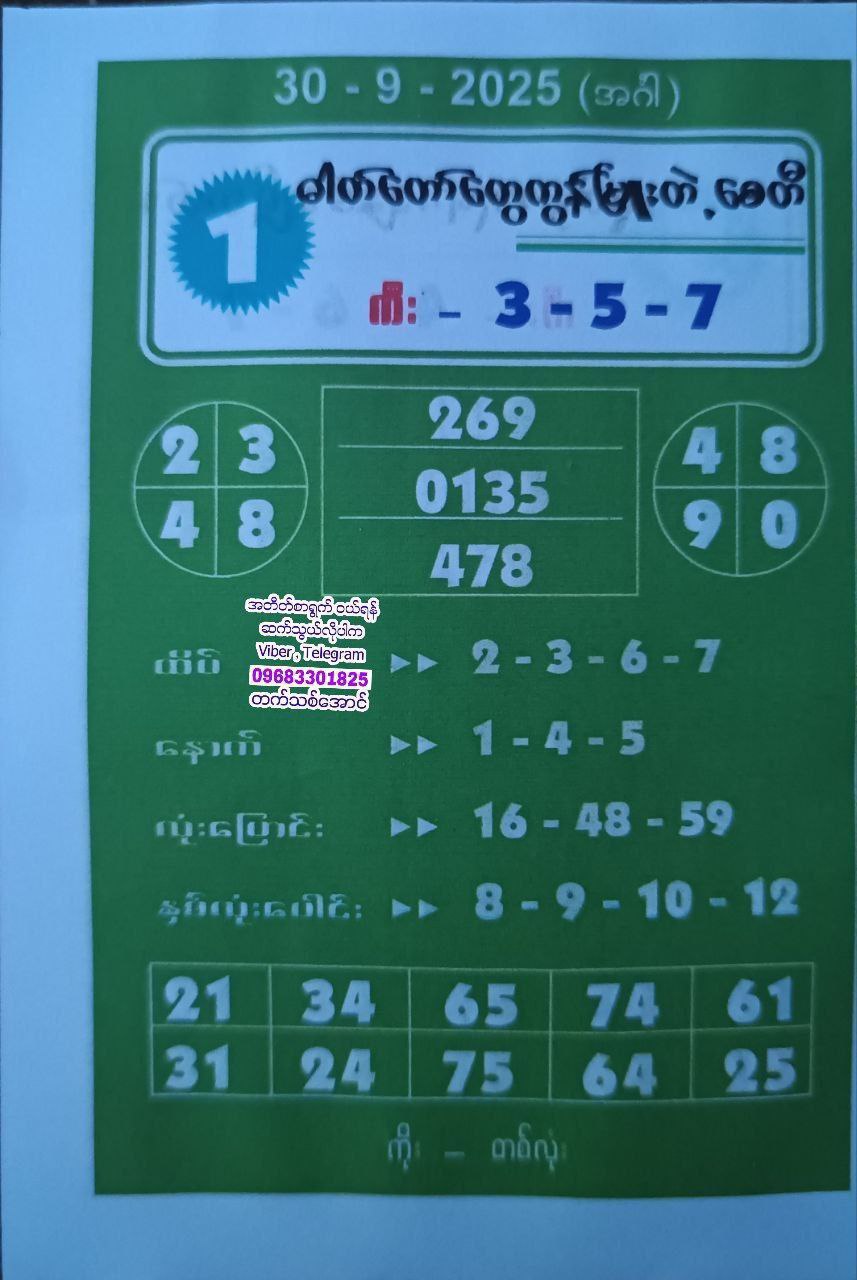 30 - 9 - 2025 (အင်္ဂါ)
1
ဓါတ်တော်တွေကွန့်မြူးတဲ့ စေတီ
ကီး - 3 - 5 - 7
2 3
4 8
269
0135
478
4 8
9 0
အတိတ်စာရွက် ဝယ်ရန်
ဆက်သွယ်လိုပါက
Viber , Telegram
09683301825
တက်သစ်အောင်
ထိပ် ▸▸ 2 - 3 - 6 - 7
နောက် ▸▸ 1 - 4 - 5
လုံးပြောင်း ▸▸ 16 - 48 - 59
နှစ်လုံးပေါင်း ▸▸ 8 - 9 - 10 - 12
21 34 65 74 61
31 24 75 64 25
ကိုး - တစ်လုံး